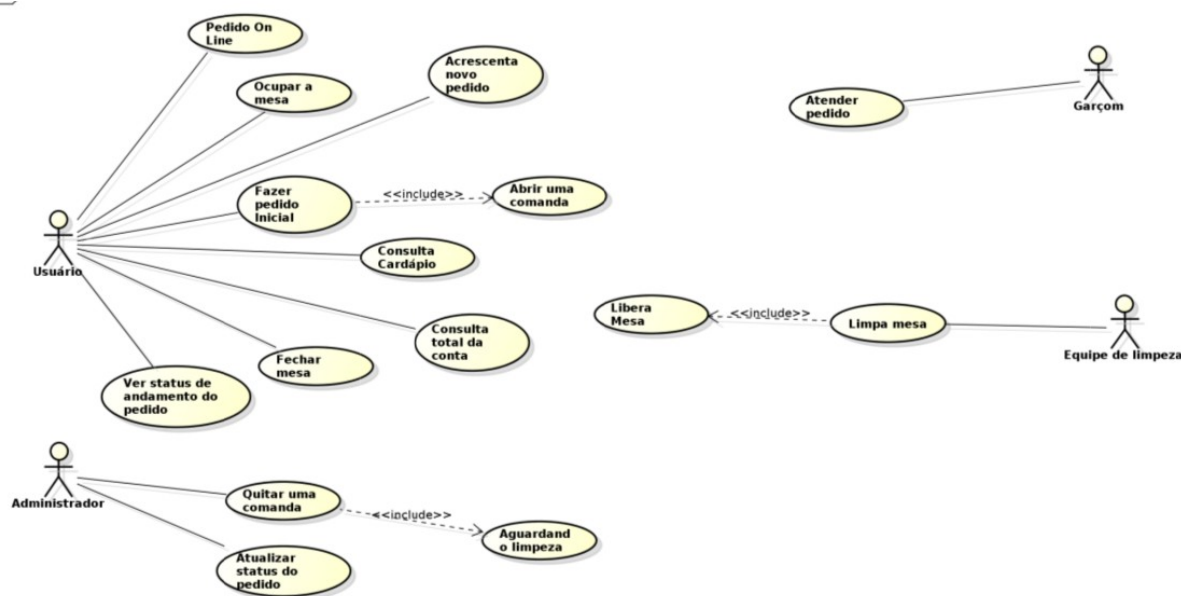 Pedido On
Line
Acrescenta
novo
pedido
Ocupar a
mesa
Atender
pedido
Garçom
Fazer
pedido
Inicial
<<include>>
Abrir uma
comanda
Usuário
Consulta
Cardápio
Libera
Mesa
<<include>>
Limpa mesa
Equipe de limpeza
Consulta
total da
conta
Fechar
mesa
Ver status de
andamento do
pedido
Administrador
Quitar uma
comanda
<<include>>
Aguardand
o limpeza
Atualizar
status do
pedido